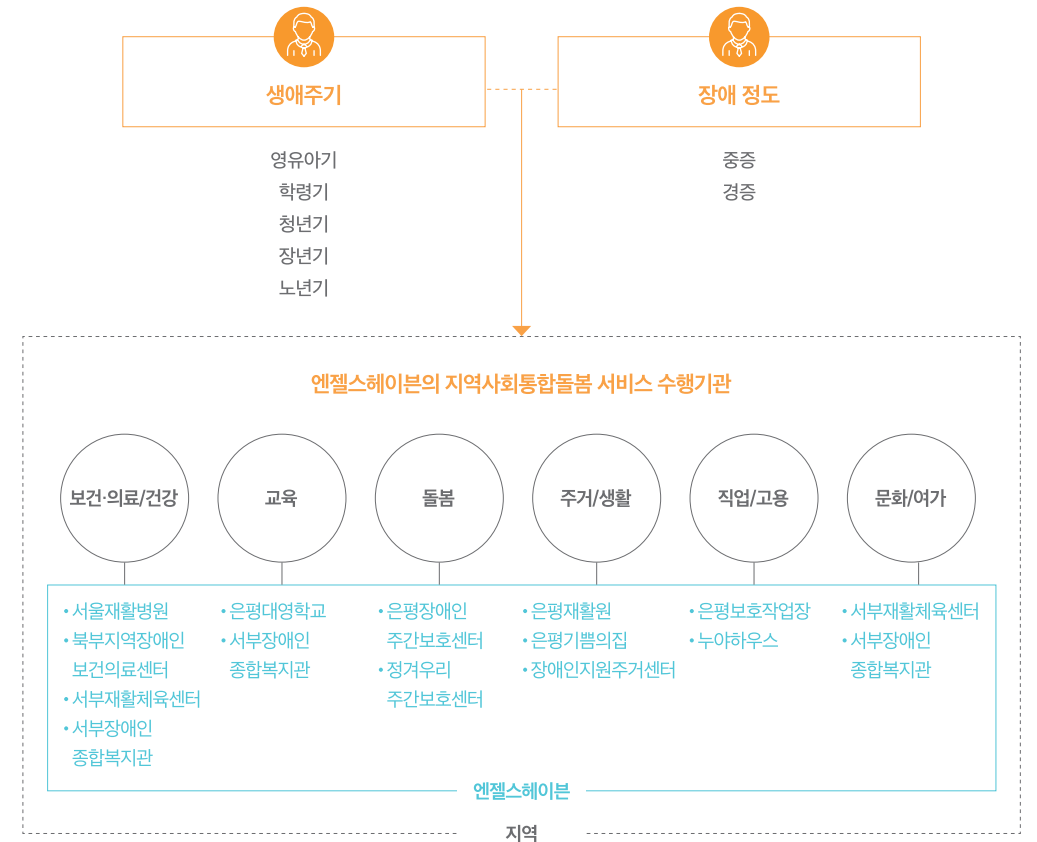 생애주기
장애 정도
영유아기
학령기
청년기
장년기
노년기
중증
경증
엔젤스헤이븐의 지역사회통합돌봄 서비스 수행기관
보건·의료/건강
교육
돌봄
주거/생활
직업/고용
문화/여가
• 서울재활병원
• 북부지역장애인
보건의료센터
• 서부재활체육센터
• 서부장애인
종합복지관
• 은평대영학교
• 서부장애인
종합복지관
• 은평장애인
주간보호센터
• 정겨우리
주간보호센터
• 은평재활원
• 은평기쁨의집
• 장애인지원주거센터
• 은평보호작업장
• 누야하우스
• 서부재활체육센터
• 서부장애인
종합복지관
엔젤스헤이븐
지역